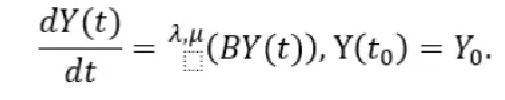 dY(t)/dt = ^{λ,μ}⬚(BY(t)), Y(t₀) = Y₀.